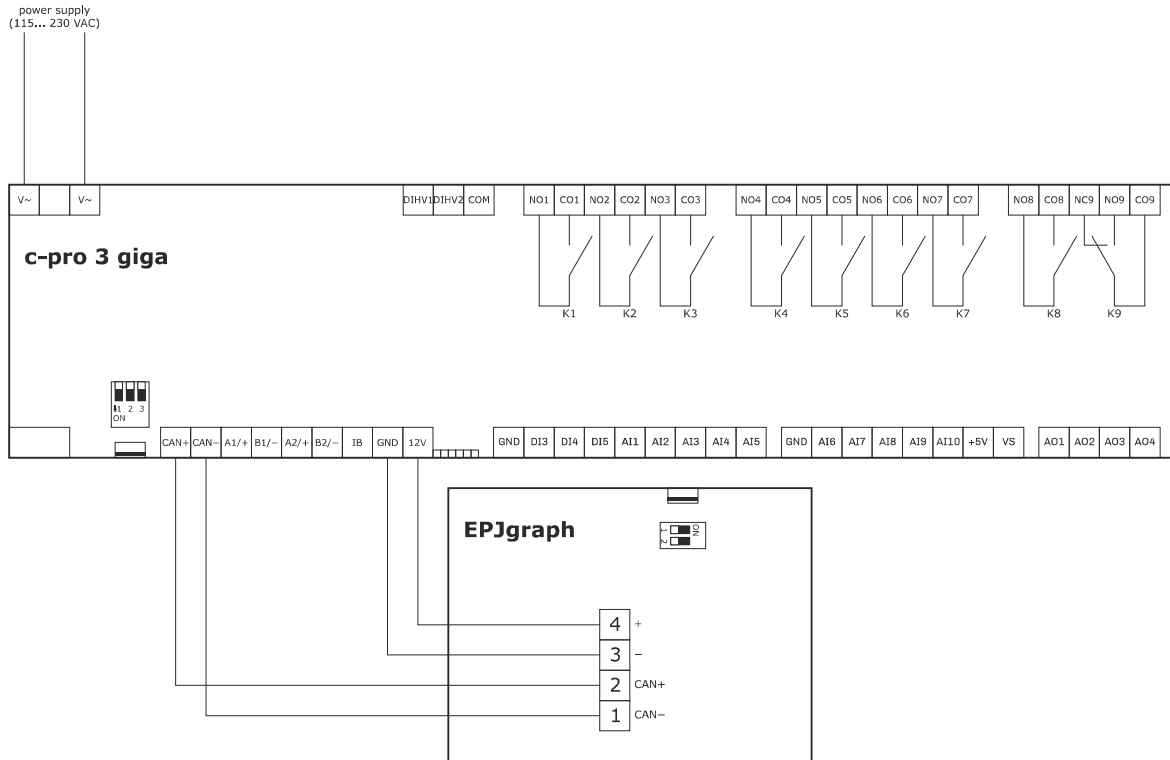 power supply
(115... 230 VAC)
V~ V~ DIHV1 DIHV2 COM NO1 CO1 NO2 CO2 NO3 CO3 NO4 CO4 NO5 CO5 NO6 CO6 NO7 CO7 NO8 CO8 NC9 NO9 CO9
c-pro 3 giga
K1 K2 K3 K4 K5 K6 K7 K8 K9
1 2 3
ON
CAN+ CAN− A1/+ B1/− A2/+ B2/− IB GND 12V GND DI3 DI4 DI5 AI1 AI2 AI3 AI4 AI5 GND AI6 AI7 AI8 AI9 AI10 +5V VS AO1 AO2 AO3 AO4
EPJgraph
1 2
ON
4 +
3 −
2 CAN+
1 CAN−